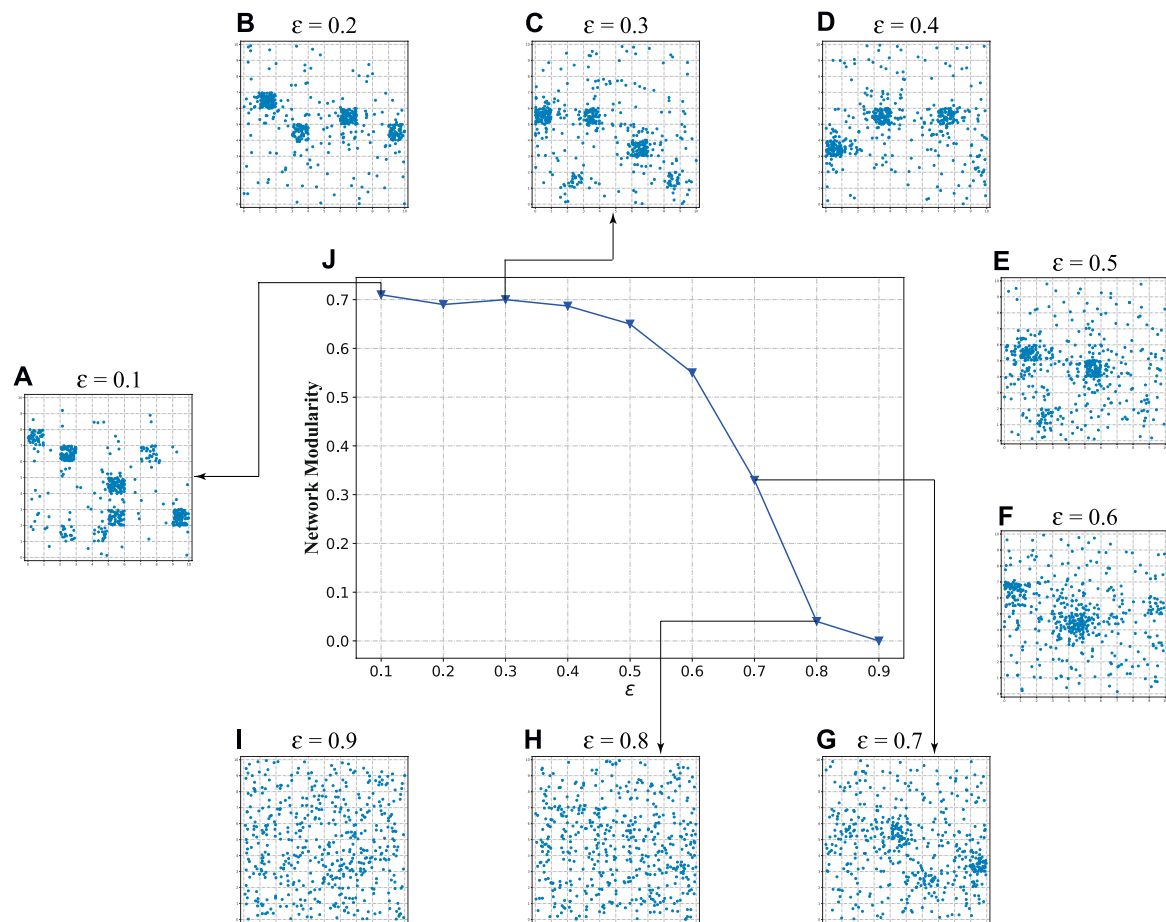 B
ε = 0.2
C
ε = 0.3
D
ε = 0.4
J
E
ε = 0.5
A
ε = 0.1
Network Modularity
0.7
0.6
0.5
0.4
0.3
0.2
0.1
0.0
0.1 0.2 0.3 0.4 0.5 0.6 0.7 0.8 0.9
ε
F
ε = 0.6
I
ε = 0.9
H
ε = 0.8
G
ε = 0.7